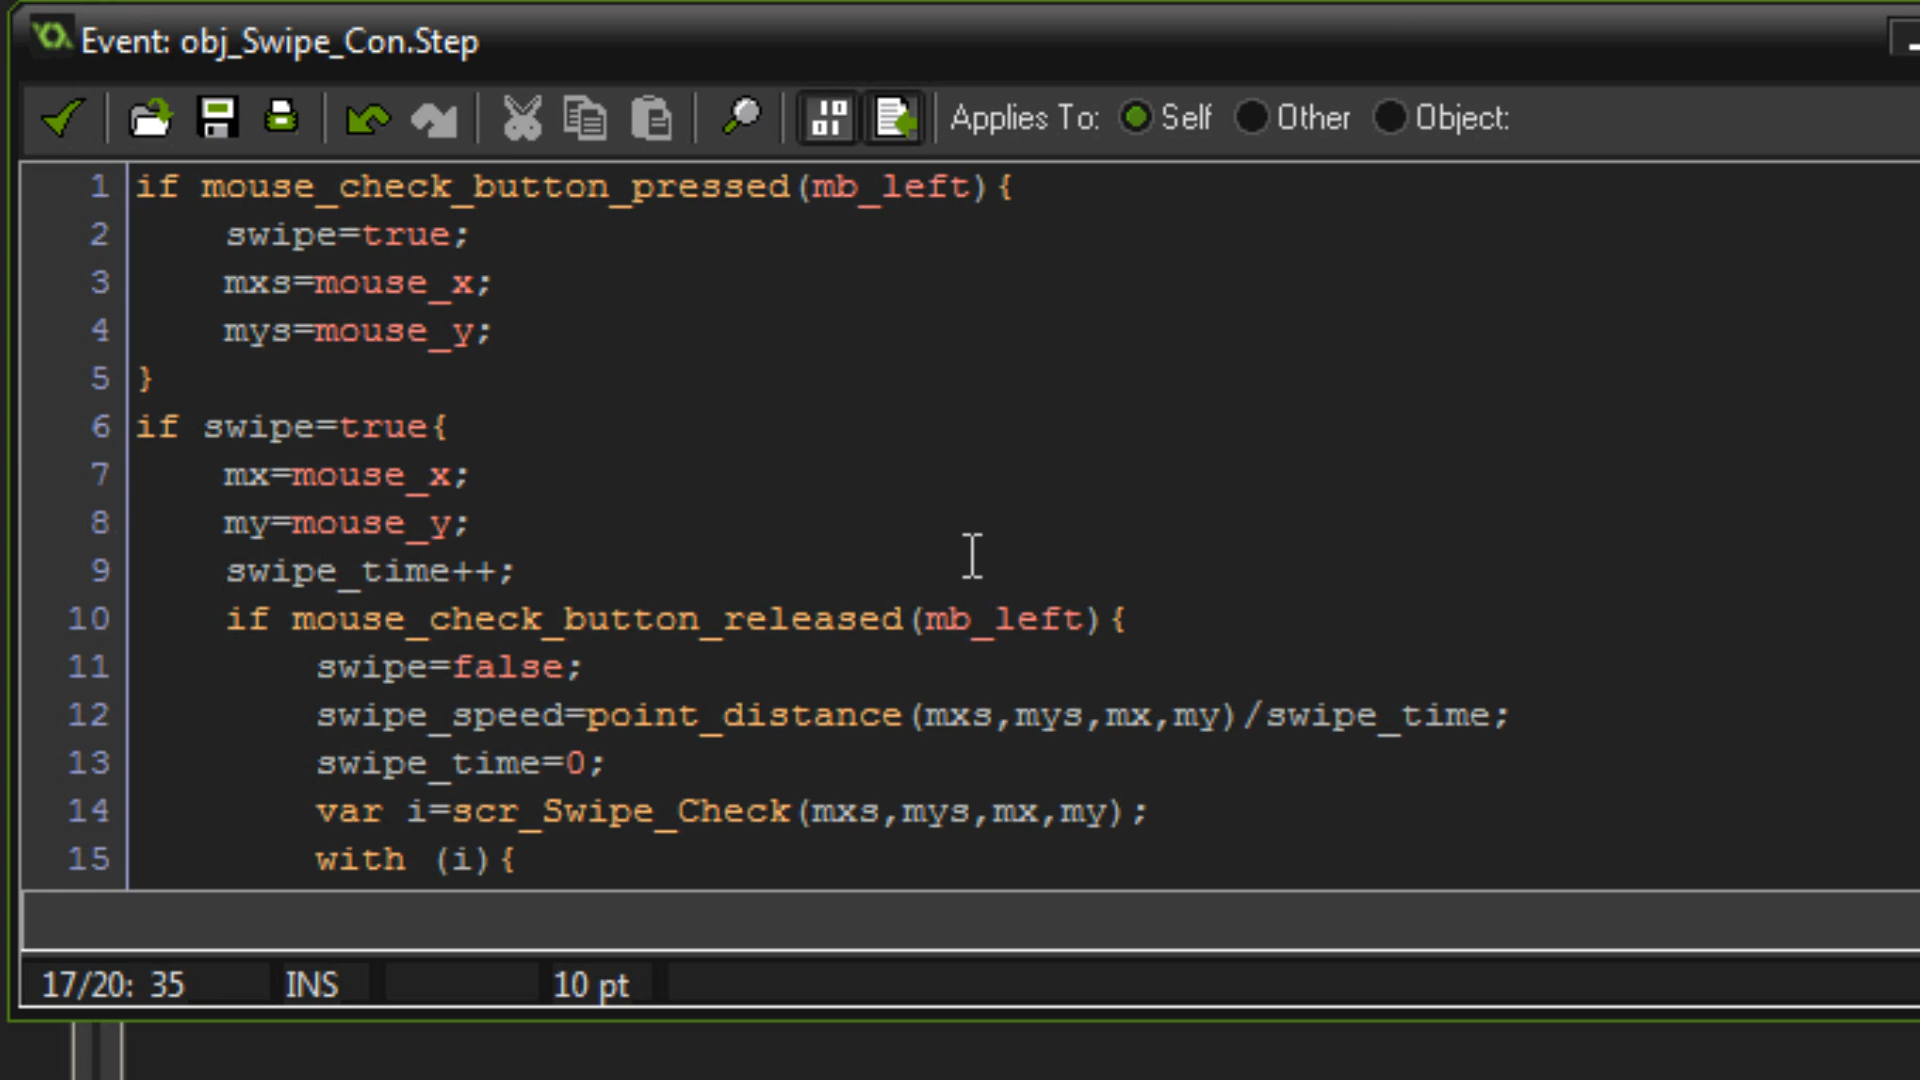 Event: obj_Swipe_Con.Step
Applies To: Self Other Object:
1 if mouse_check_button_pressed(mb_left){
2 swipe=true;
3 mxs=mouse_x;
4 mys=mouse_y;
5 }
6 if swipe=true{
7 mx=mouse_x;
8 my=mouse_y;
9 swipe_time++;
10 if mouse_check_button_released(mb_left){
11 swipe=false;
12 swipe_speed=point_distance(mxs,mys,mx,my)/swipe_time;
13 swipe_time=0;
14 var i=scr_Swipe_Check(mxs,mys,mx,my);
15 with (i){
17/20: 35 INS 10 pt